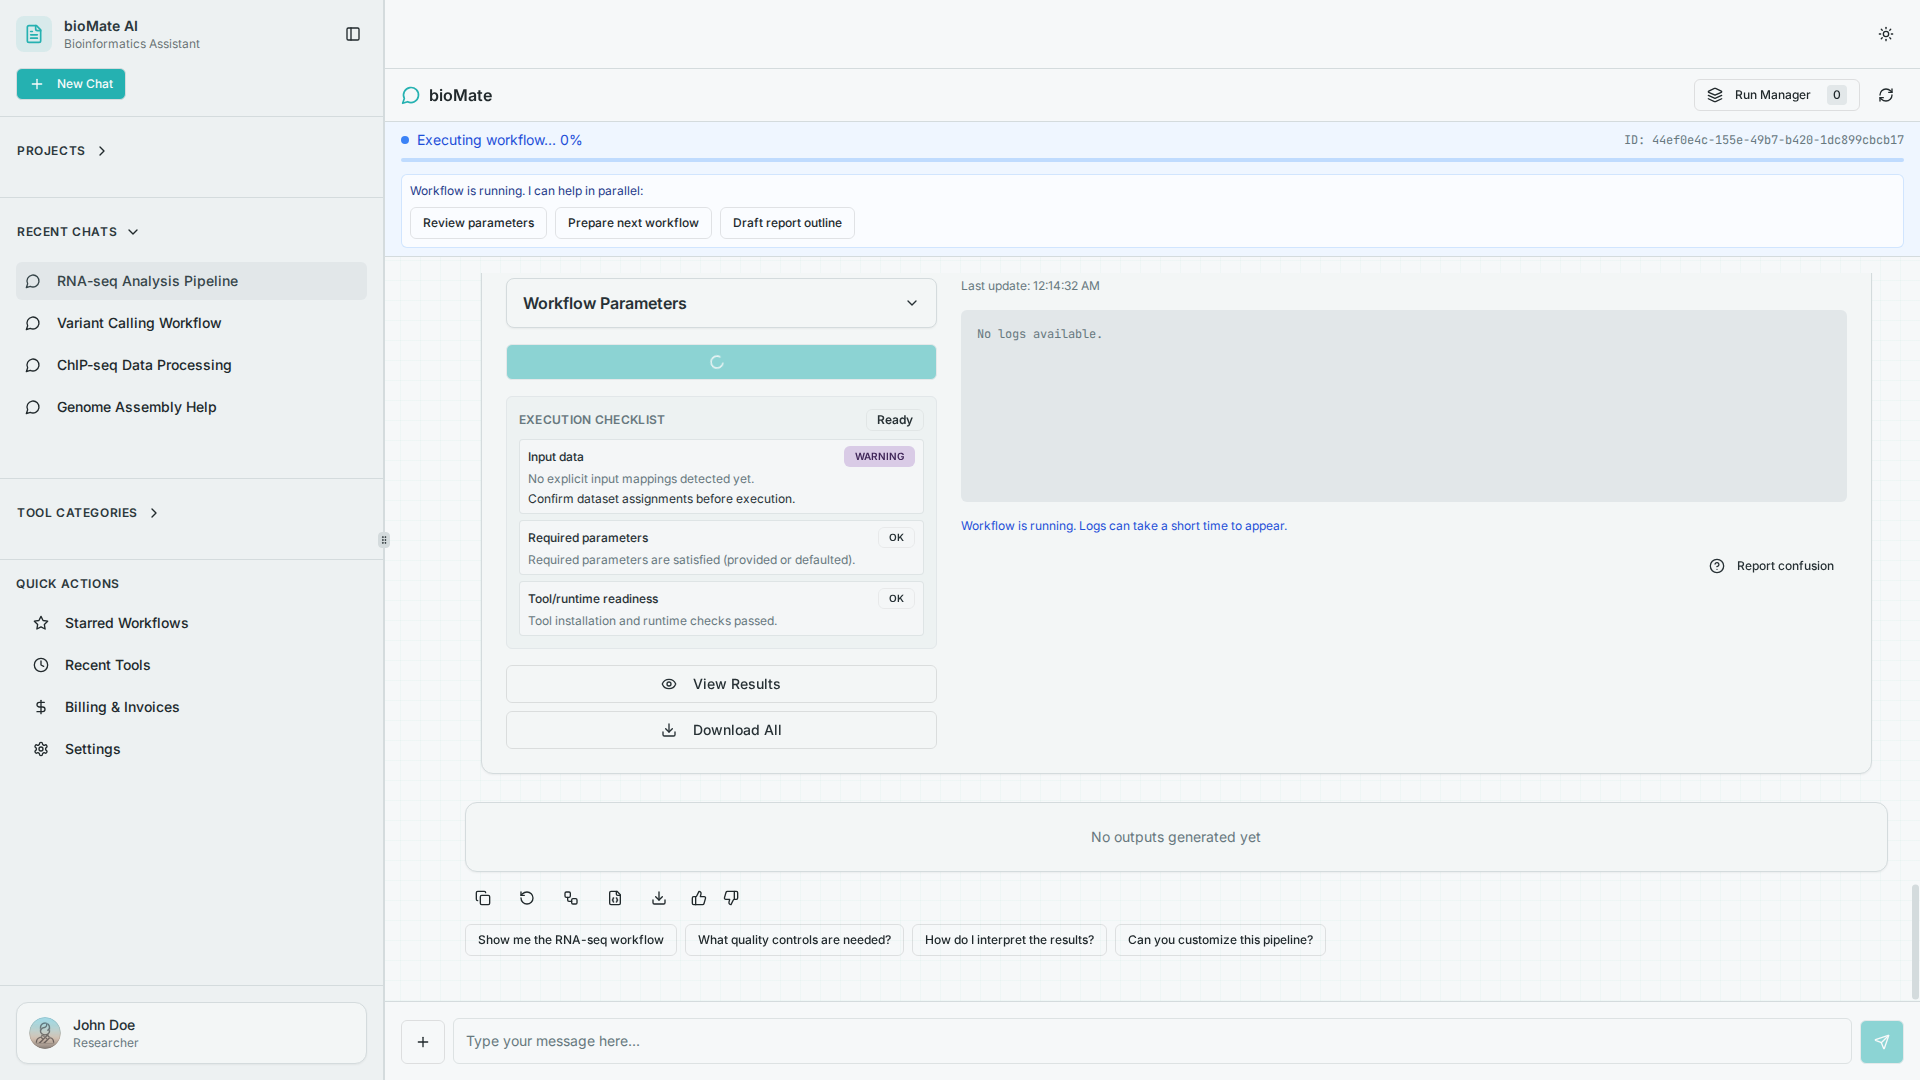 bioMate AI
Bioinformatics Assistant
New Chat
PROJECTS
RECENT CHATS
RNA-seq Analysis Pipeline
Variant Calling Workflow
ChIP-seq Data Processing
Genome Assembly Help
TOOL CATEGORIES
QUICK ACTIONS
Starred Workflows
Recent Tools
Billing & Invoices
Settings
John Doe
Researcher
bioMate
Run Manager 0
Executing workflow... 0%
ID: 44ef0e4c-155e-49b7-b420-1dc899cbcb17
Workflow is running. I can help in parallel:
Review parameters
Prepare next workflow
Draft report outline
Workflow Parameters
EXECUTION CHECKLIST
Ready
Input data
WARNING
No explicit input mappings detected yet.
Confirm dataset assignments before execution.
Required parameters
OK
Required parameters are satisfied (provided or defaulted).
Tool/runtime readiness
OK
Tool installation and runtime checks passed.
View Results
Download All
Last update: 12:14:32 AM
No logs available.
Workflow is running. Logs can take a short time to appear.
Report confusion
No outputs generated yet
Show me the RNA-seq workflow
What quality controls are needed?
How do I interpret the results?
Can you customize this pipeline?
Type your message here...